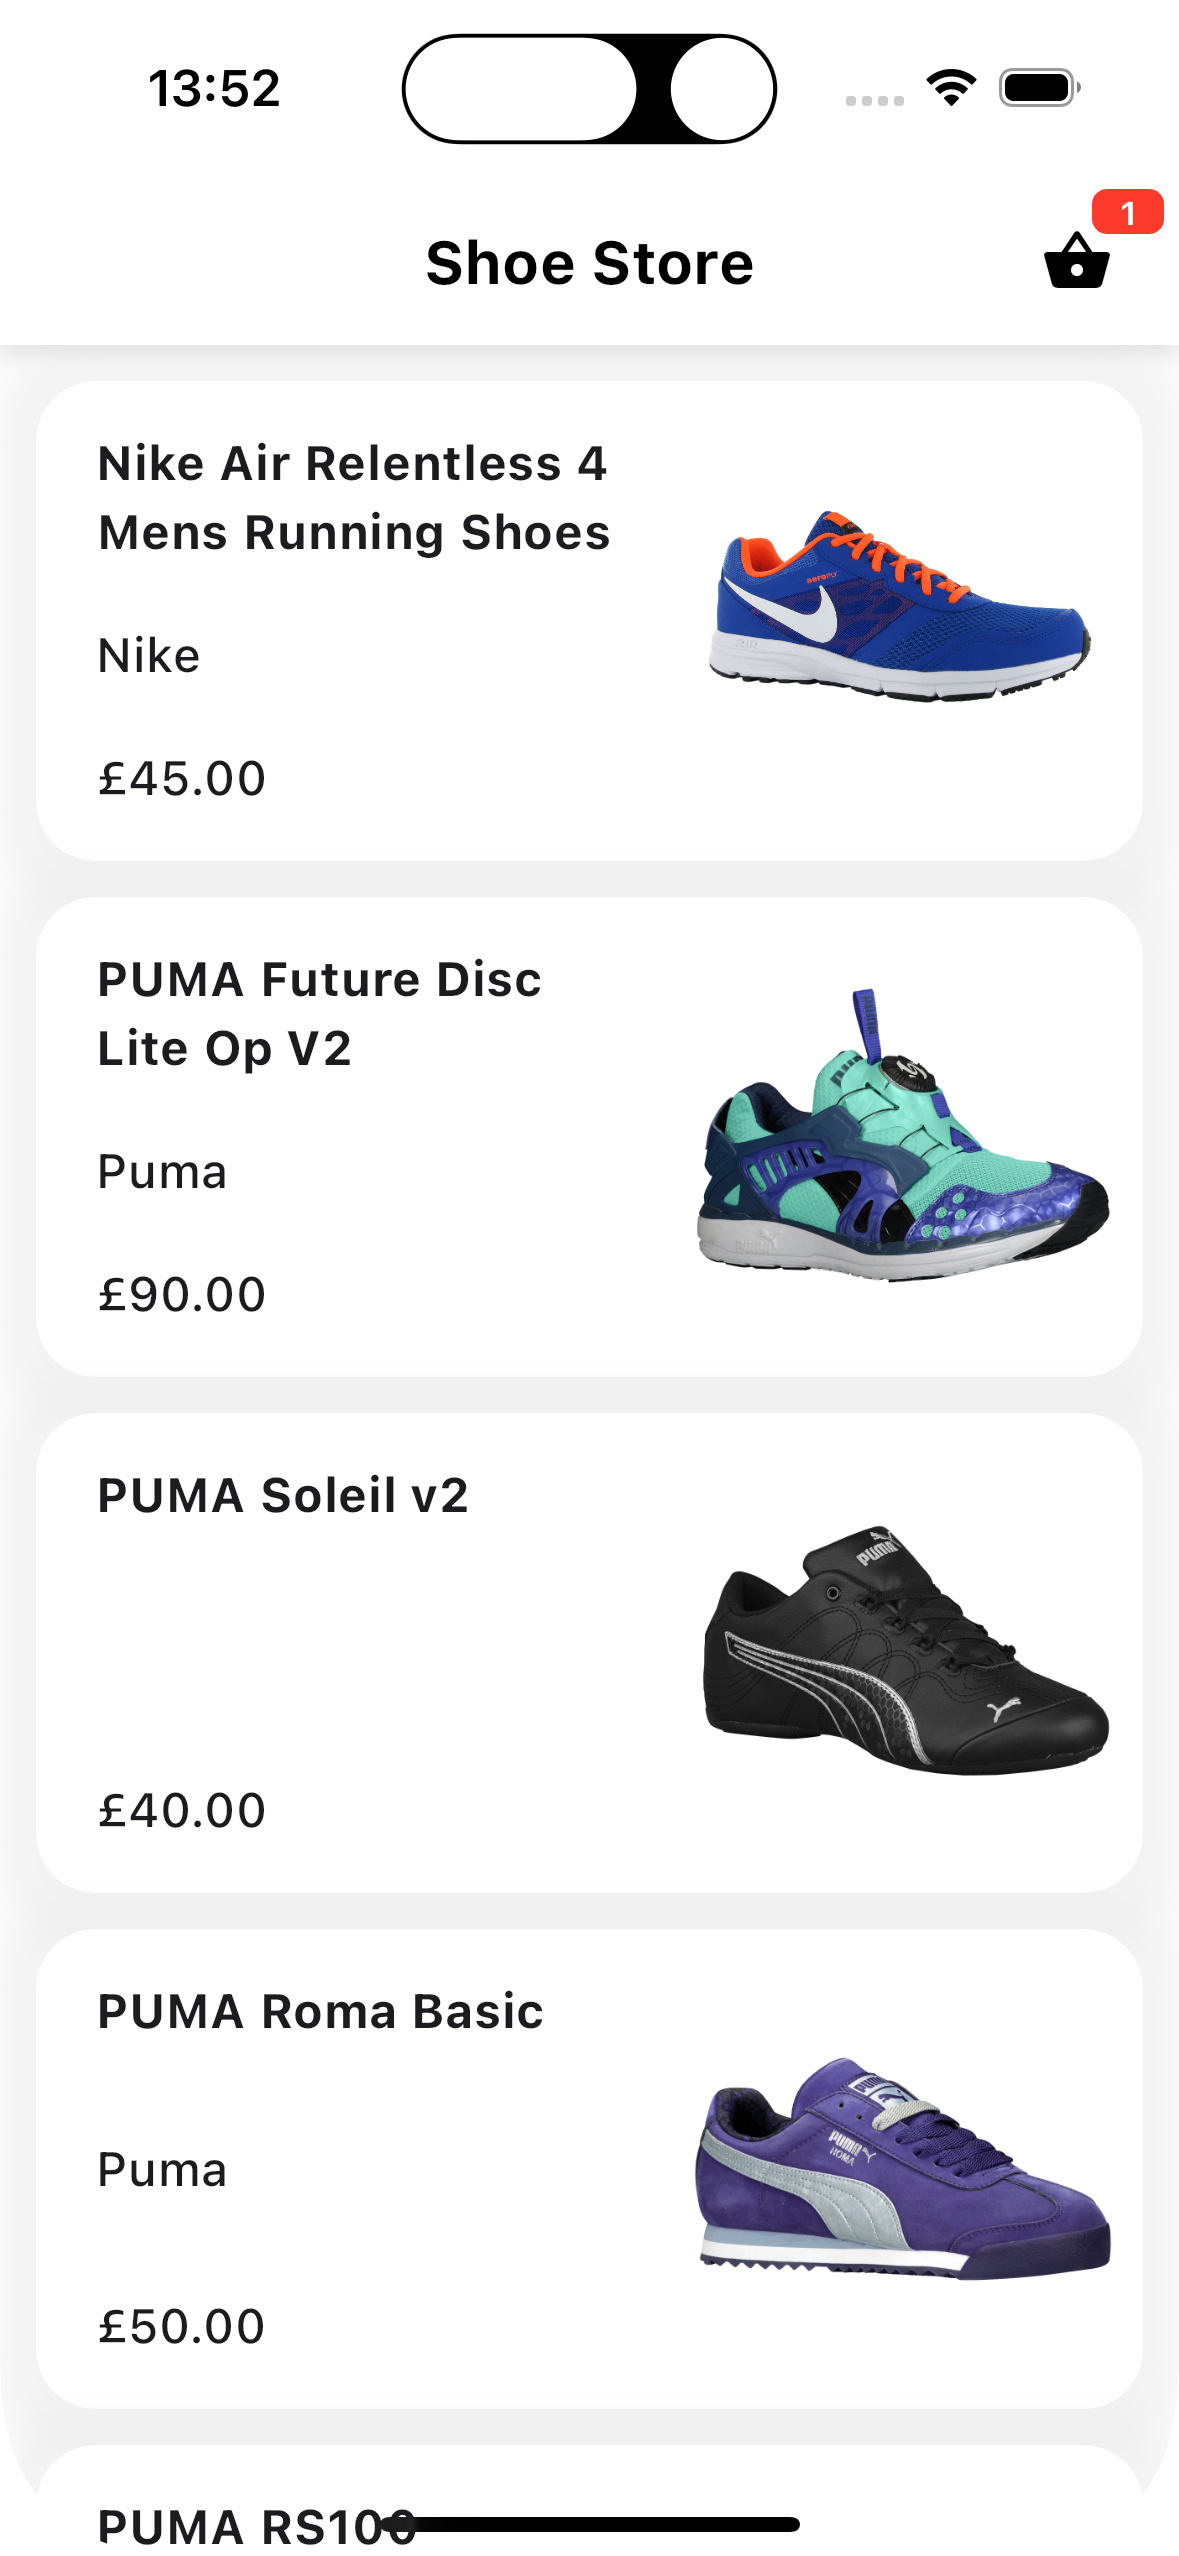 13:52
1
Shoe Store
Nike Air Relentless 4
Mens Running Shoes
Nike
£45.00
PUMA Future Disc
Lite Op V2
Puma
£90.00
PUMA Soleil v2
£40.00
PUMA Roma Basic
Puma
£50.00
PUMA RS100